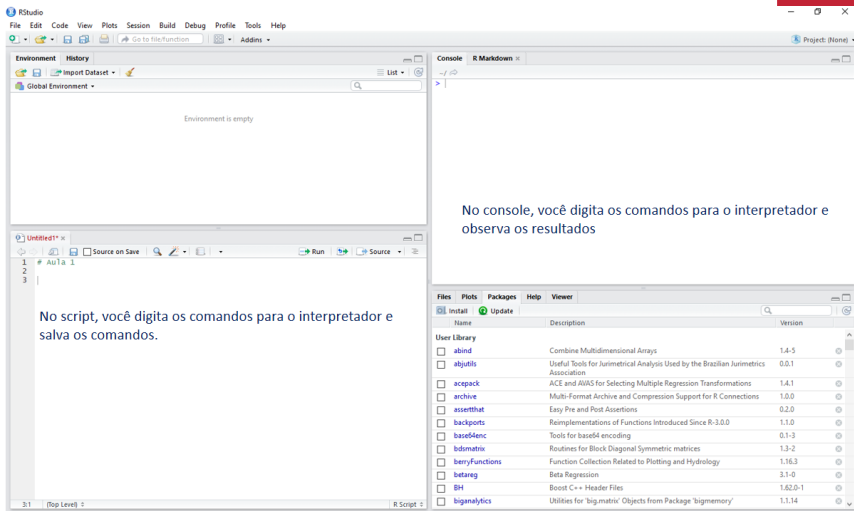 RStudio
File Edit Code View Plots Session Build Debug Profile Tools Help
Go to file/function Addins Project: (None)
Environment History
Import Dataset List
Global Environment
Environment is empty
Console R Markdown
~/
>
No console, você digita os comandos para o interpretador e
observa os resultados
Untitled1*
Source on Save Run Source
1 # Aula 1
2
3
No script, você digita os comandos para o interpretador e
salva os comandos.
3:1 (Top Level) R Script
Files Plots Packages Help Viewer
Install Update
Name Description Version
User Library
abind Combine Multidimensional Arrays 1.4-5
abjutils Useful Tools for Jurimetrical Analysis Used by the Brazilian Jurimetrics 0.0.1
Association
acepack ACE and AVAS for Selecting Multiple Regression Transformations 1.4.1
archive Multi-Format Archive and Compression Support for R Connections 1.0.0
assertthat Easy Pre and Post Assertions 0.2.0
backports Reimplementations of Functions Introduced Since R-3.0.0 1.1.0
base64enc Tools for base64 encoding 0.1-3
bdsmatrix Routines for Block Diagonal Symmetric matrices 1.3-2
berryFunctions Function Collection Related to Plotting and Hydrology 1.16.3
betareg Beta Regression 3.1-0
BH Boost C++ Header Files 1.62.0-1
biganalytics Utilities for 'big.matrix' Objects from Package 'bigmemory' 1.1.14